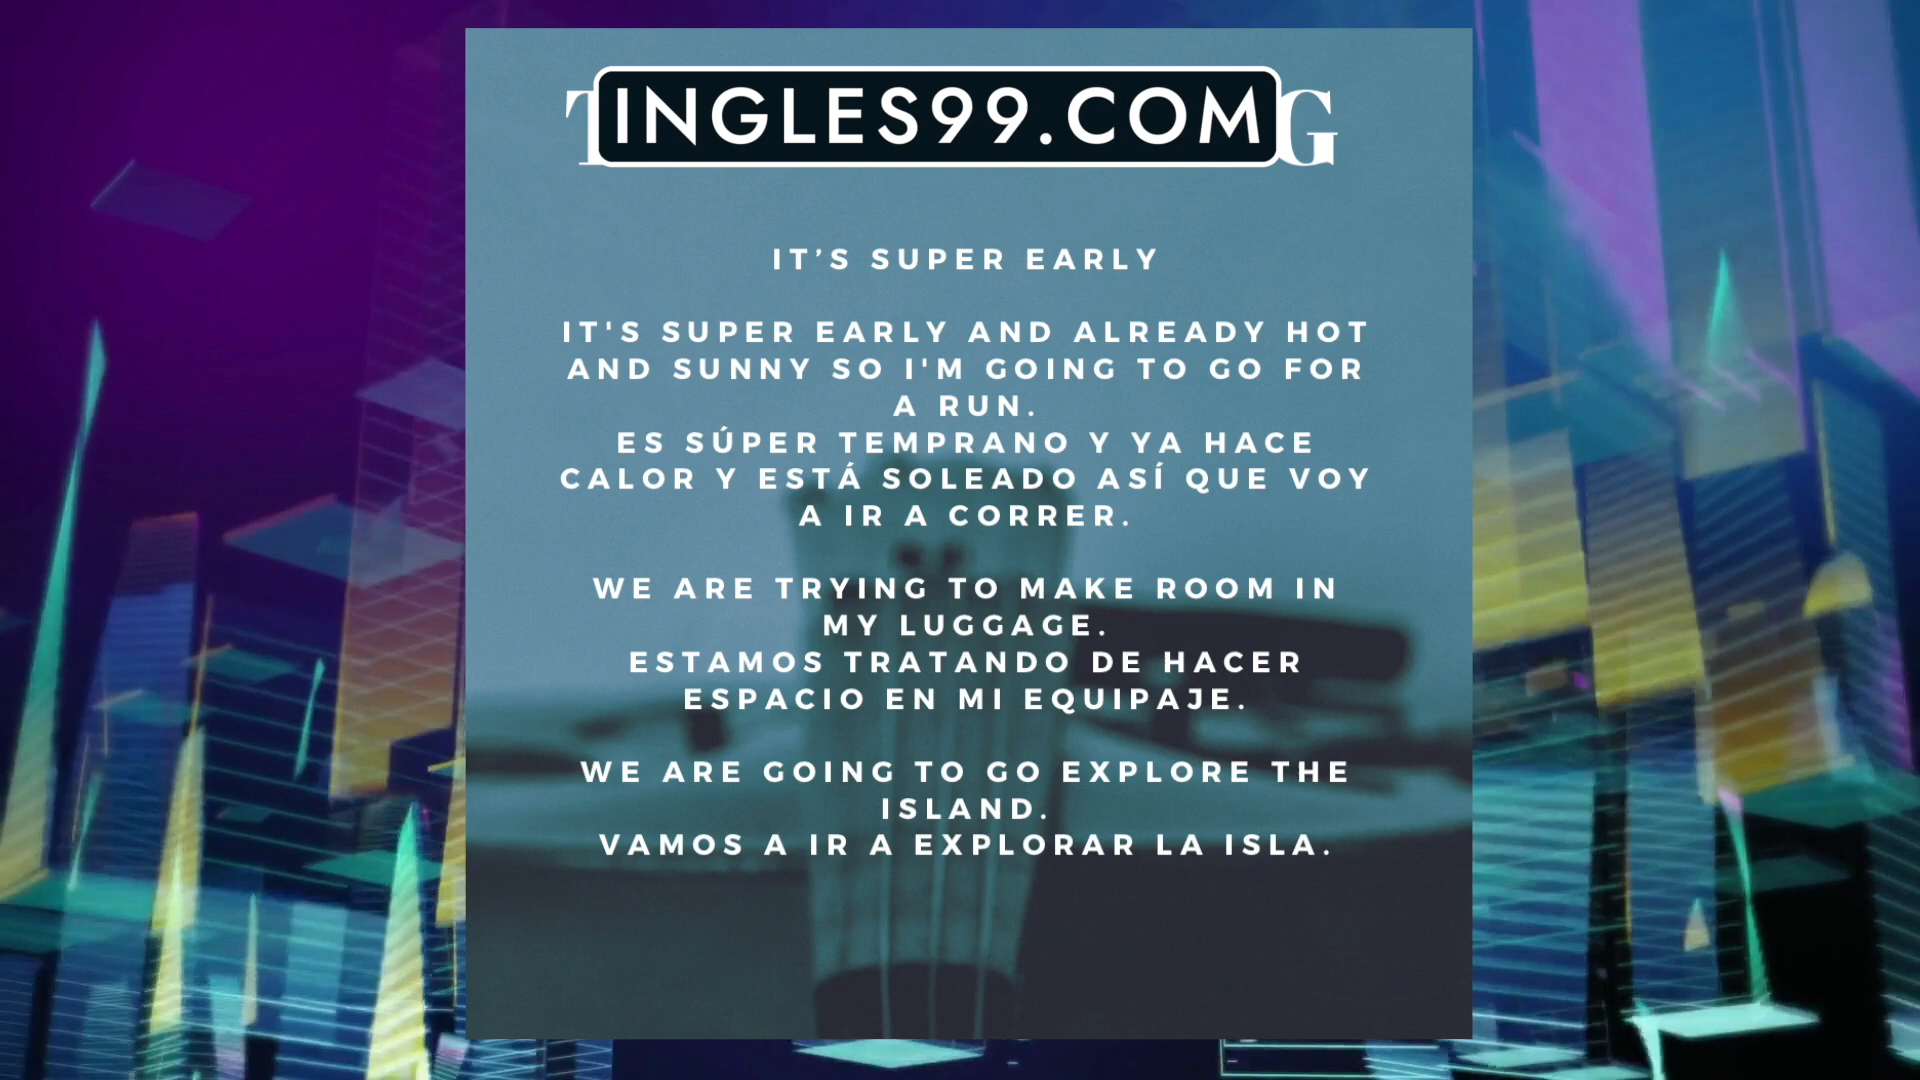 INGLES99.COM
IT’S SUPER EARLY
IT'S SUPER EARLY AND ALREADY HOT
AND SUNNY SO I'M GOING TO GO FOR
A RUN.
ES SÚPER TEMPRANO Y YA HACE
CALOR Y ESTÁ SOLEADO ASÍ QUE VOY
A IR A CORRER.
WE ARE TRYING TO MAKE ROOM IN
MY LUGGAGE.
ESTAMOS TRATANDO DE HACER
ESPACIO EN MI EQUIPAJE.
WE ARE GOING TO GO EXPLORE THE
ISLAND.
VAMOS A IR A EXPLORAR LA ISLA.